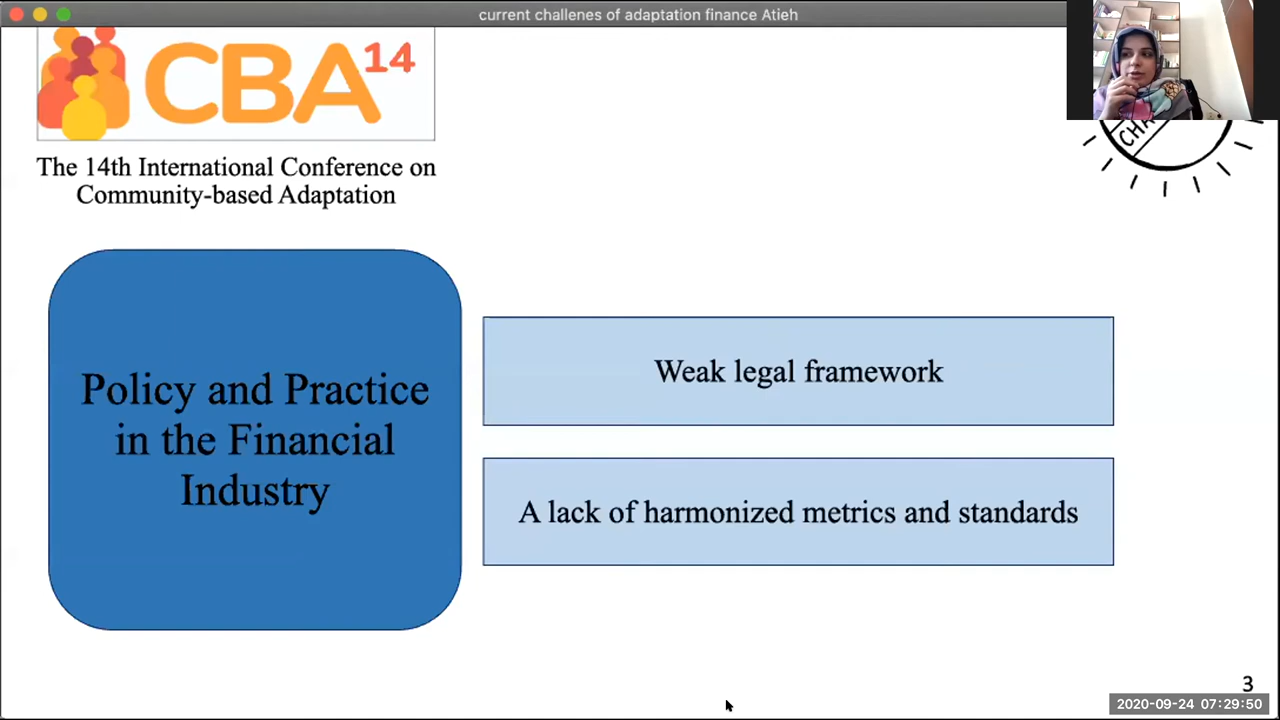 current challenes of adaptation finance Atieh
CBA14
The 14th International Conference on
Community-based Adaptation
Policy and Practice
in the Financial
Industry
Weak legal framework
A lack of harmonized metrics and standards
3
2020-09-24 07:29:50